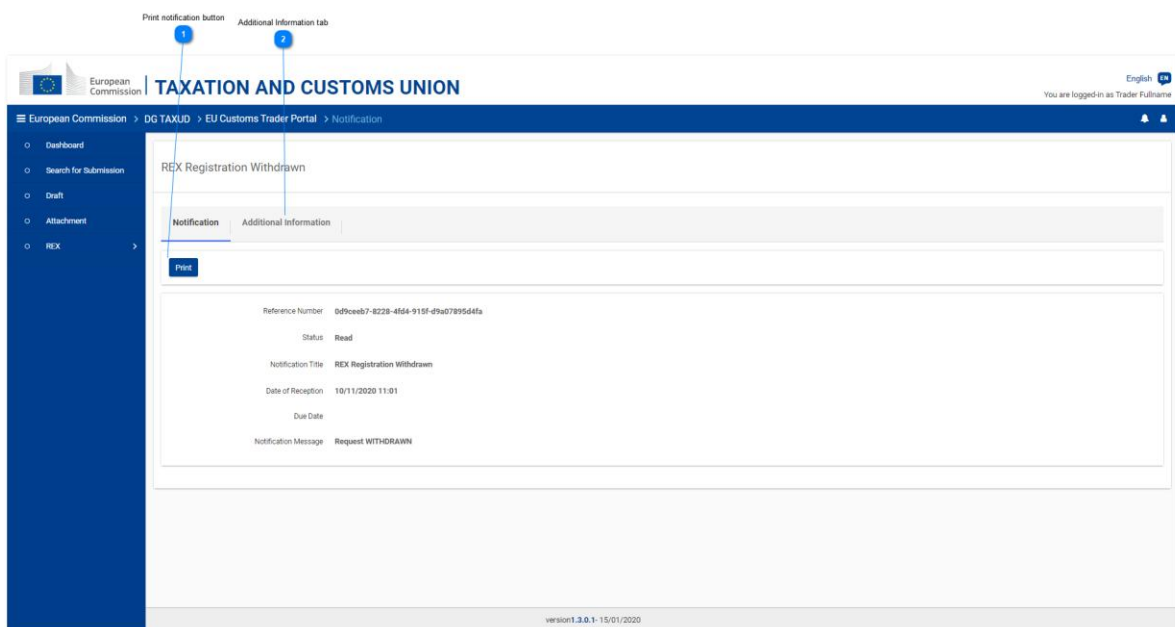 Print notification button
Additional Information tab
1
2
European
Commission
TAXATION AND CUSTOMS UNION
English EN
You are logged-in as Trader Fullname
European Commission > DG TAXUD > EU Customs Trader Portal > Notification
Dashboard
Search for Submission
Draft
Attachment
REX >
REX Registration Withdrawn
Notification
Additional Information
Print
Reference Number 0d9ceeb7-8228-4fd4-915f-d9a07895d4fa
Status Read
Notification Title REX Registration Withdrawn
Date of Reception 10/11/2020 11:01
Due Date
Notification Message Request WITHDRAWN
version1.3.0.1- 15/01/2020